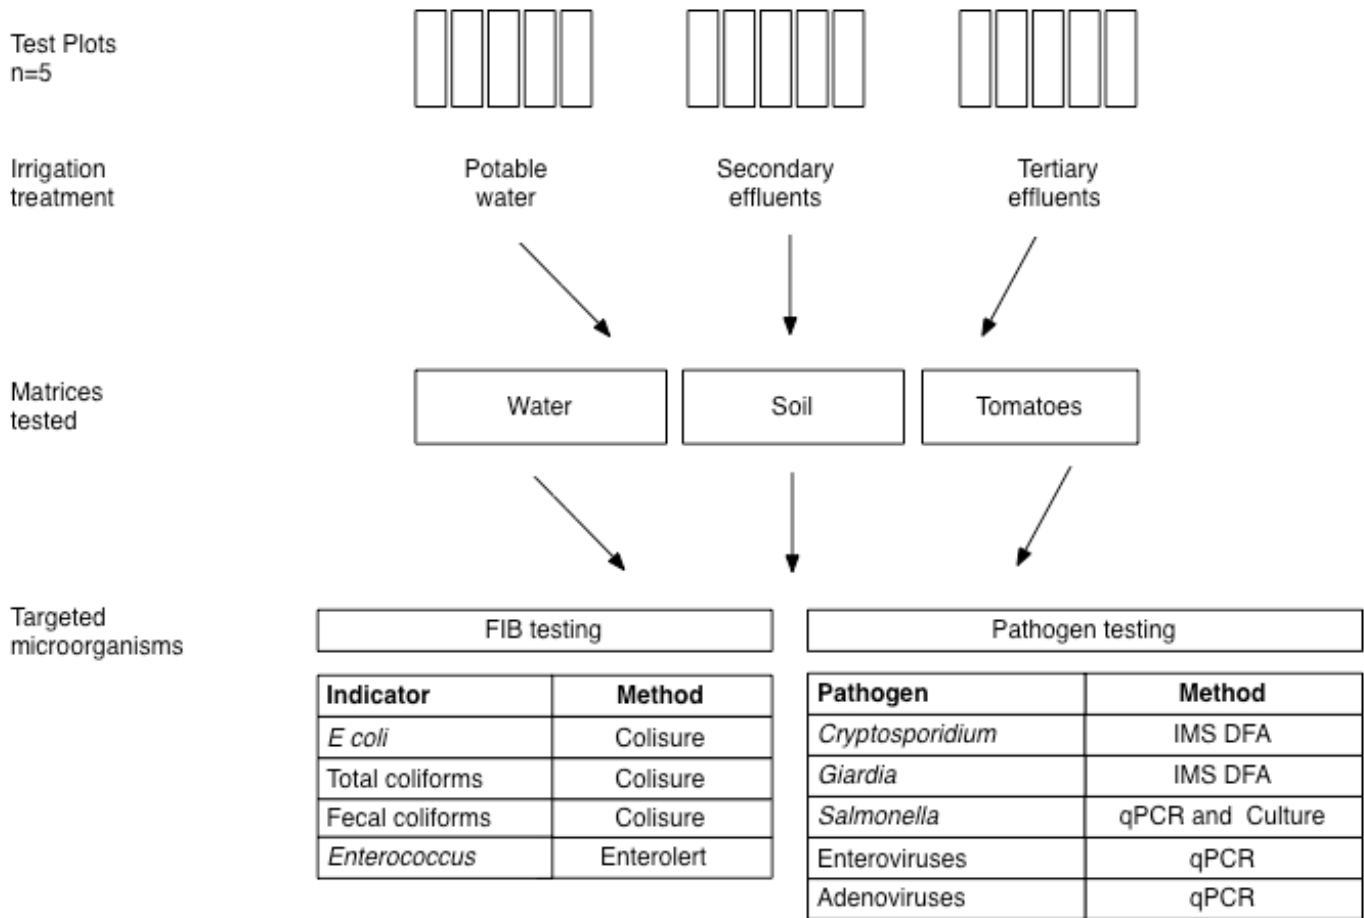 Test Plots
n=5
Irrigation
treatment
Potable
water
Secondary
effluents
Tertiary
effluents
Matrices
tested
Water
Soil
Tomatoes
Targeted
microorganisms
FIB testing
Indicator Method
E coli Colisure
Total coliforms Colisure
Fecal coliforms Colisure
Enterococcus Enterolert
Pathogen testing
Pathogen Method
Cryptosporidium IMS DFA
Giardia IMS DFA
Salmonella qPCR and Culture
Enteroviruses qPCR
Adenoviruses qPCR